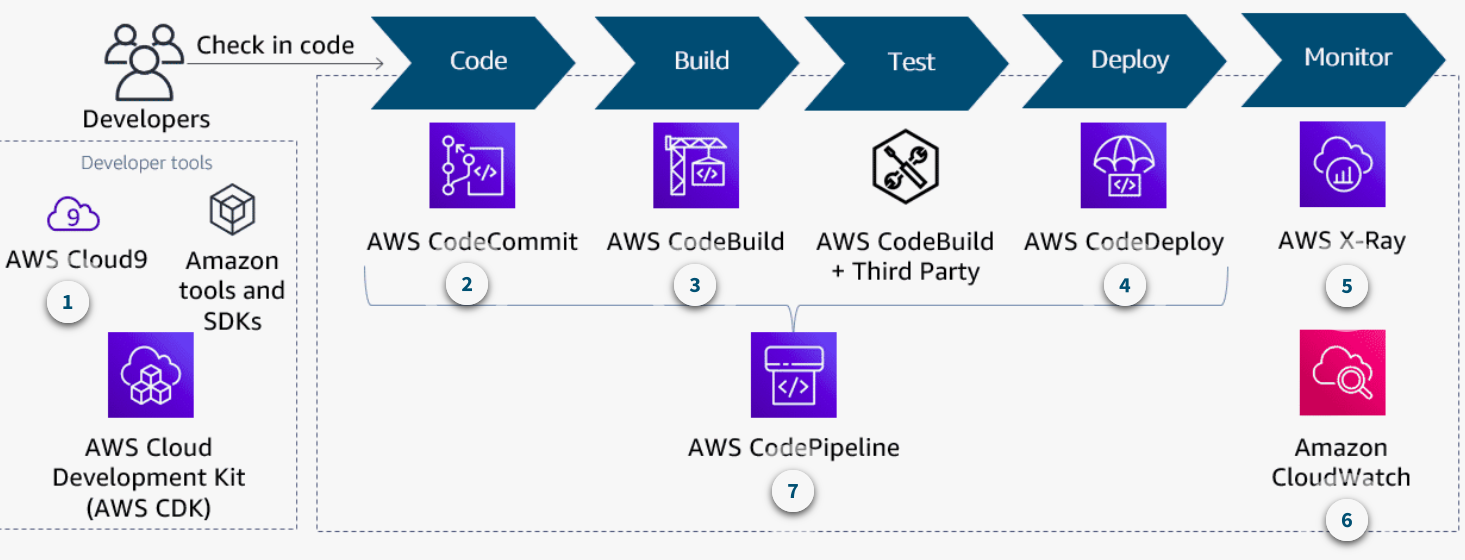 Check in code
Code
Build
Test
Deploy
Monitor
Developers
Developer tools
9
AWS Cloud9
1
Amazon
tools and
SDKs
AWS Cloud
Development Kit
(AWS CDK)
</>
AWS CodeCommit
2
</>
AWS CodeBuild
3
AWS CodeBuild
+ Third Party
</>
AWS CodeDeploy
4
AWS X-Ray
5
</>
AWS CodePipeline
7
Amazon
CloudWatch
6